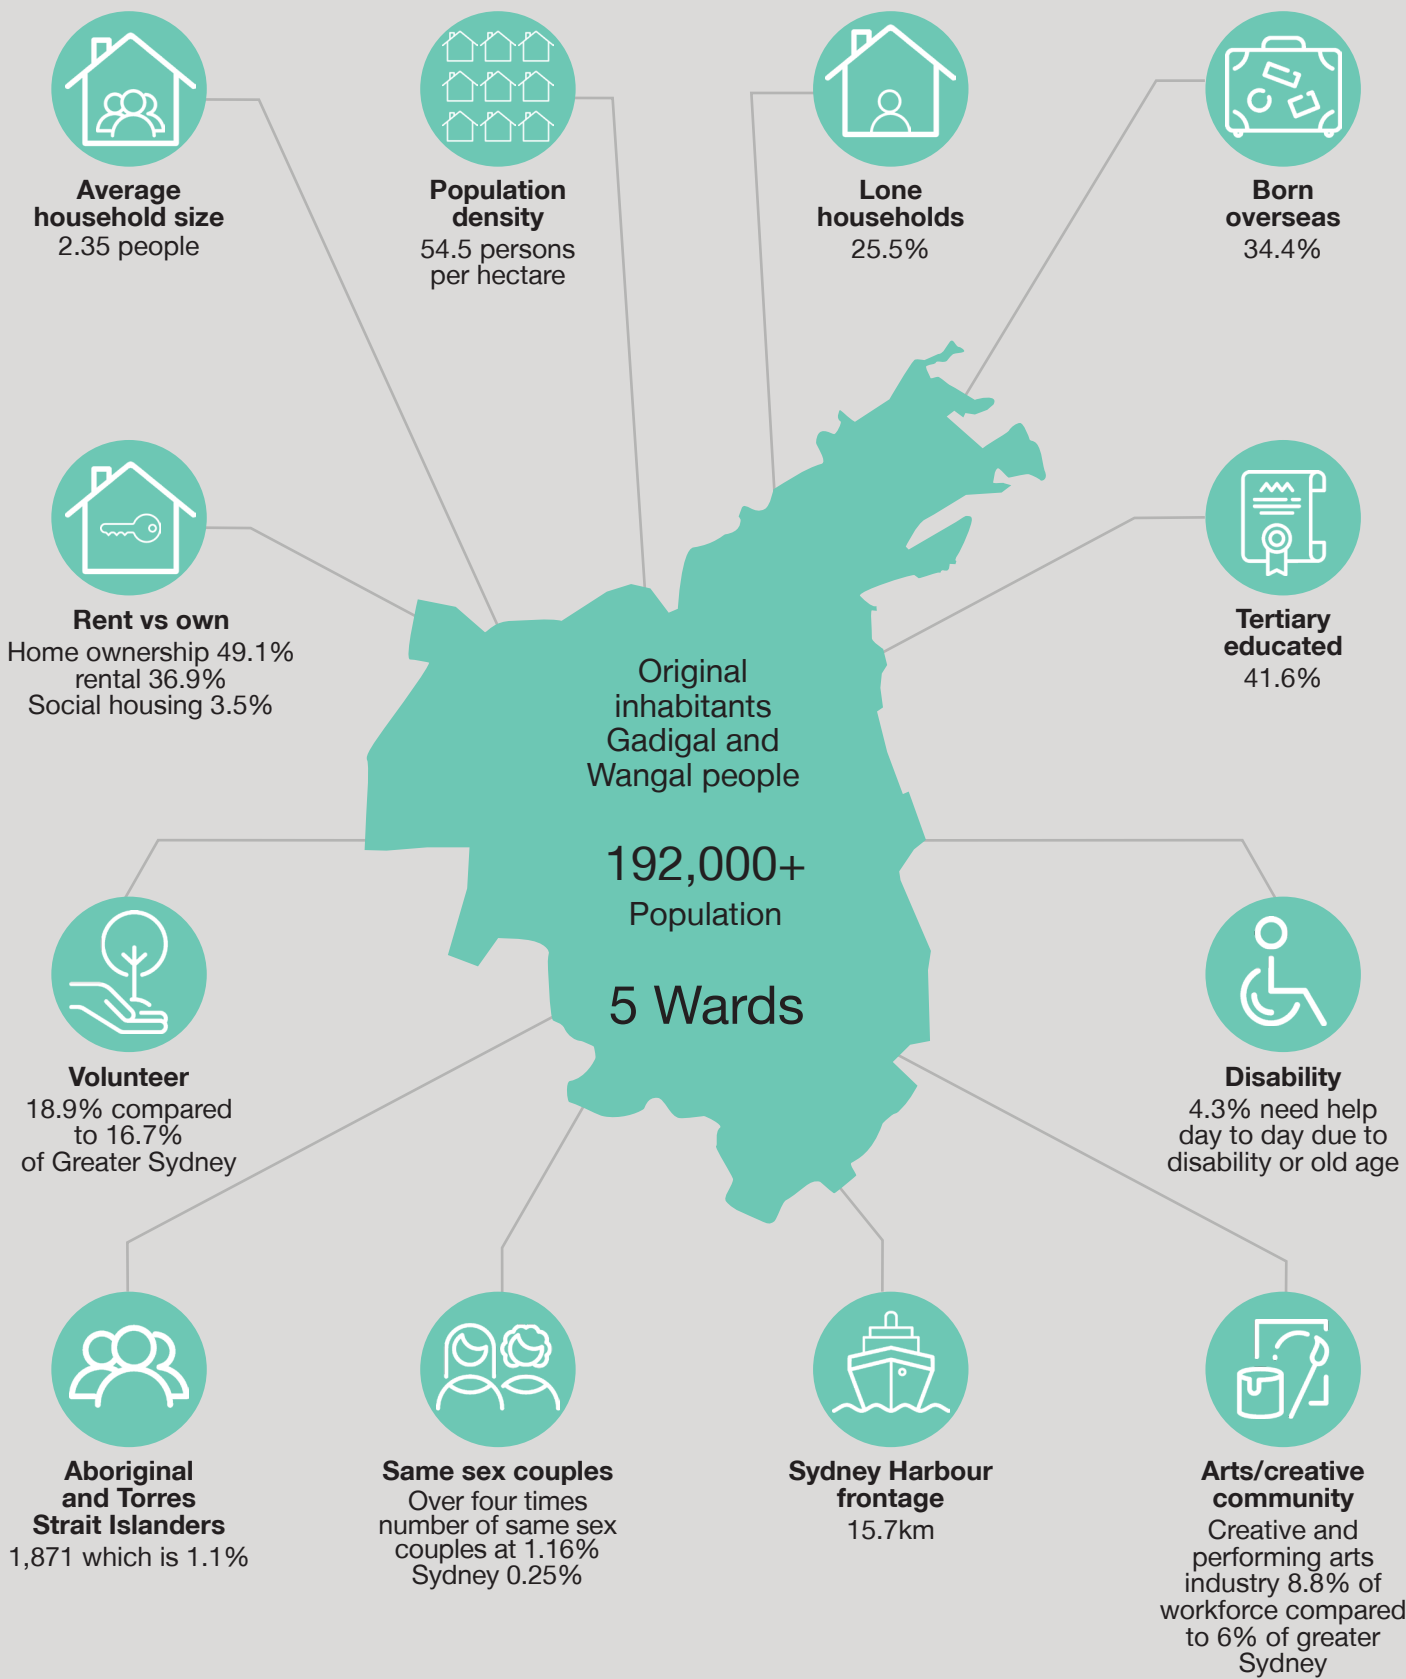 Average
household size
2.35 people
Population
density
54.5 persons
per hectare
Lone
households
25.5%
Born
overseas
34.4%
Rent vs own
Home ownership 49.1%
rental 36.9%
Social housing 3.5%
Tertiary
educated
41.6%
Original
inhabitants
Gadigal and
Wangal people
192,000+
Population
5 Wards
Volunteer
18.9% compared
to 16.7%
of Greater Sydney
Disability
4.3% need help
day to day due to
disability or old age
Aboriginal
and Torres
Strait Islanders
1,871 which is 1.1%
Same sex couples
Over four times
number of same sex
couples at 1.16%
Sydney 0.25%
Sydney Harbour
frontage
15.7km
Arts/creative
community
Creative and
performing arts
industry 8.8% of
workforce compared
to 6% of greater
Sydney